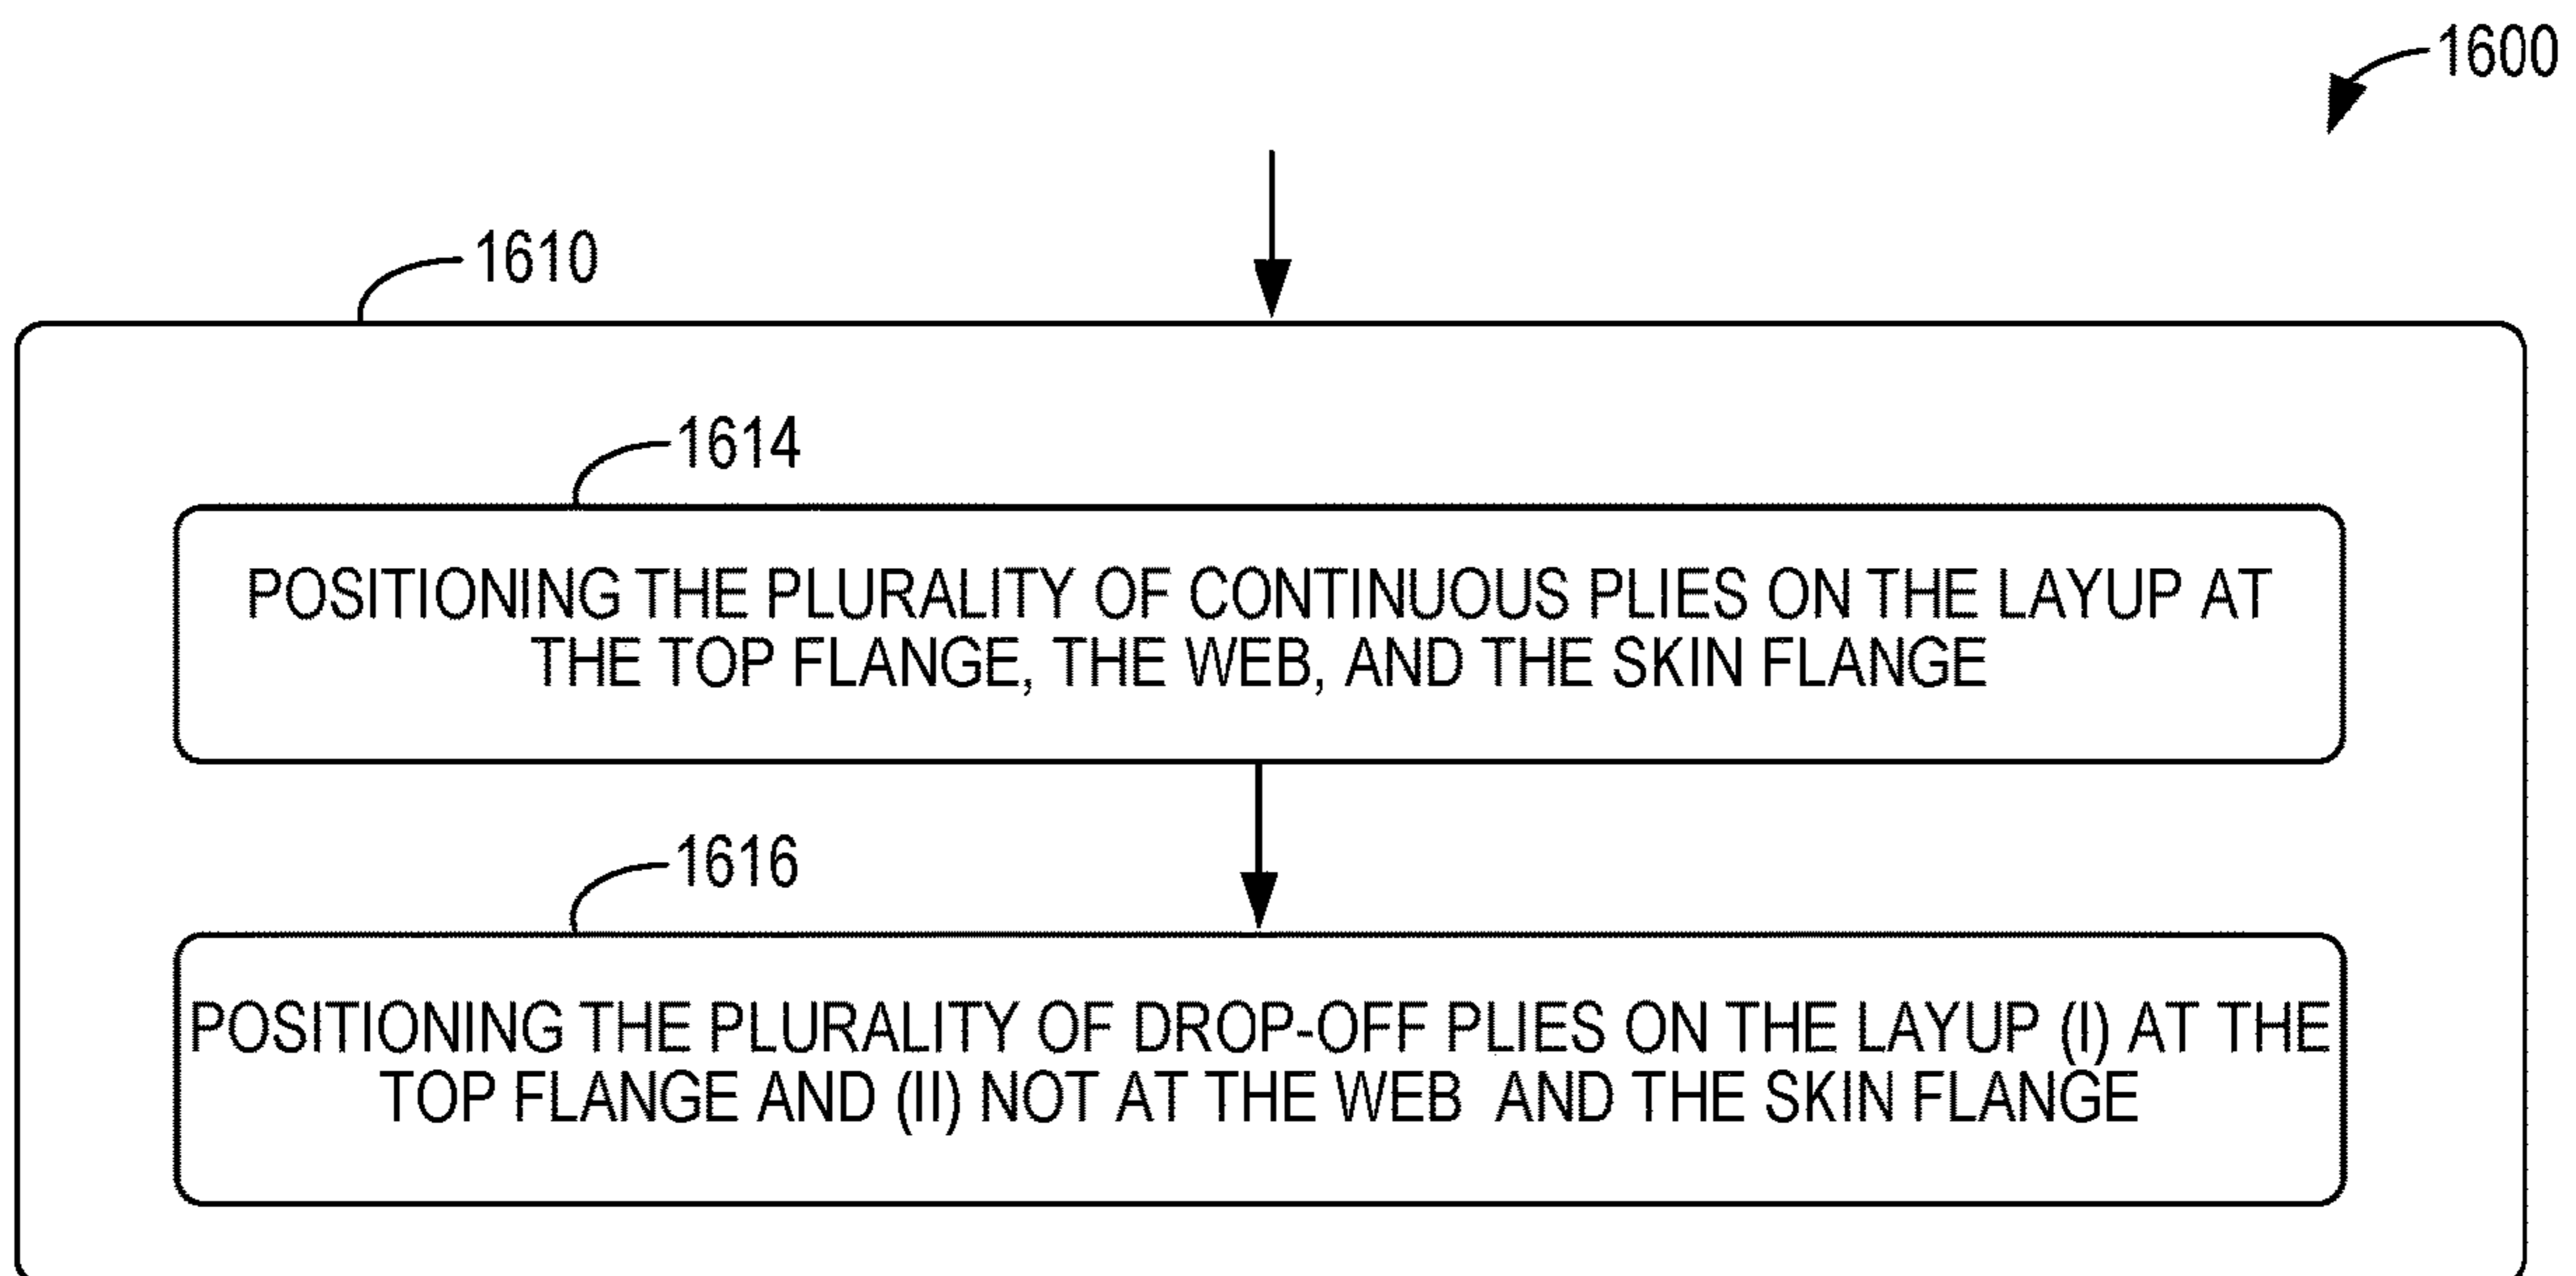 1600
1610
1614
POSITIONING THE PLURALITY OF CONTINUOUS PLIES ON THE LAYUP AT
THE TOP FLANGE, THE WEB, AND THE SKIN FLANGE
1616
POSITIONING THE PLURALITY OF DROP-OFF PLIES ON THE LAYUP (I) AT THE
TOP FLANGE AND (II) NOT AT THE WEB AND THE SKIN FLANGE